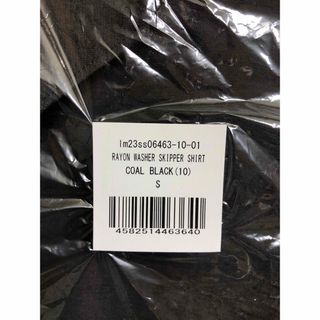 lm23ss06463-10-01
RAYON WASHER SKIPPER SHIRT
COAL BLACK(10)
S
4582514463640